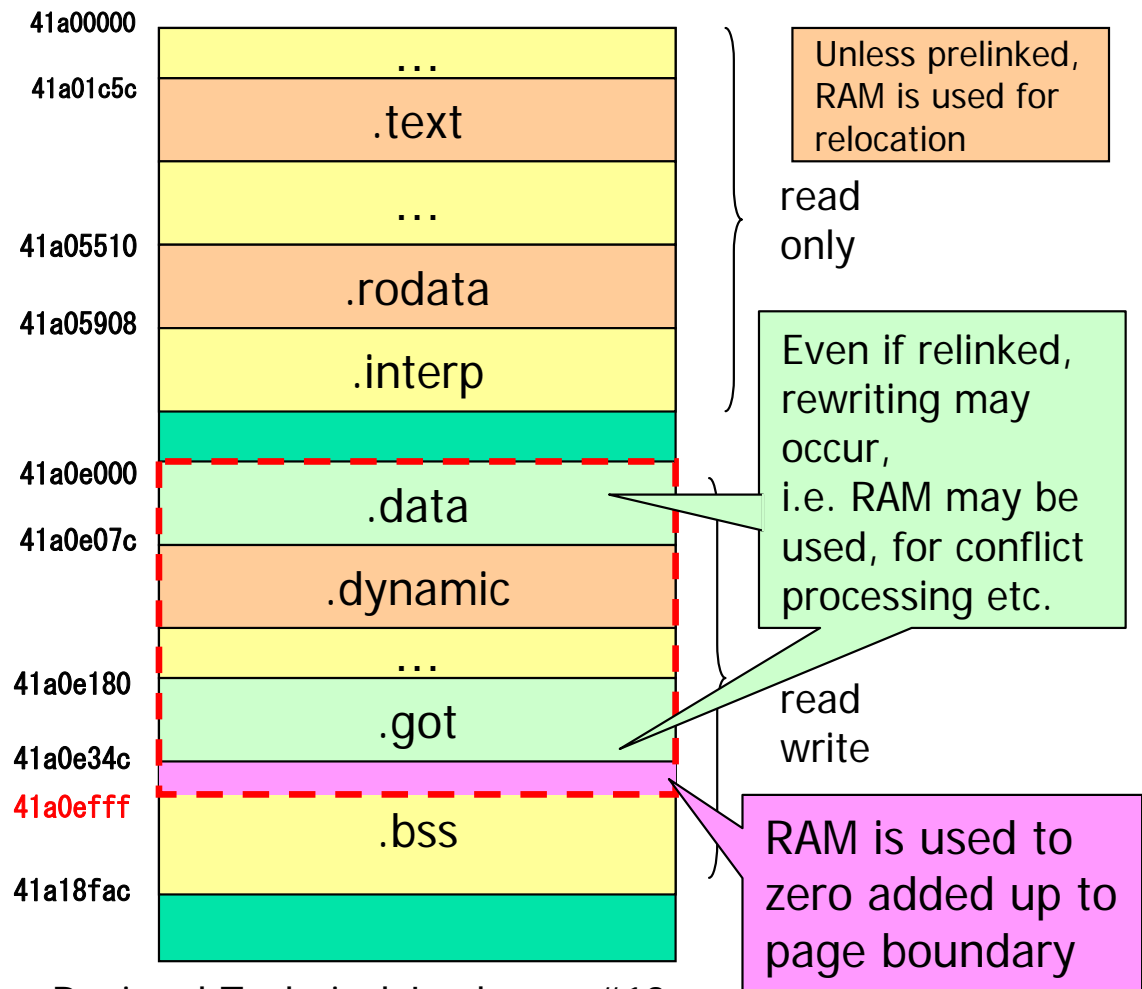 41a00000
...
41a01c5c
.text
...
41a05510
.rodata
41a05908
.interp
41a0e000
.data
41a0e07c
.dynamic
...
41a0e180
.got
41a0e34c
41a0efff
.bss
41a18fac
Unless prelinked,
RAM is used for
relocation
read
only
Even if relinked,
rewriting may
occur,
i.e. RAM may be
used, for conflict
processing etc.
read
write
RAM is used to
zero added up to
page boundary